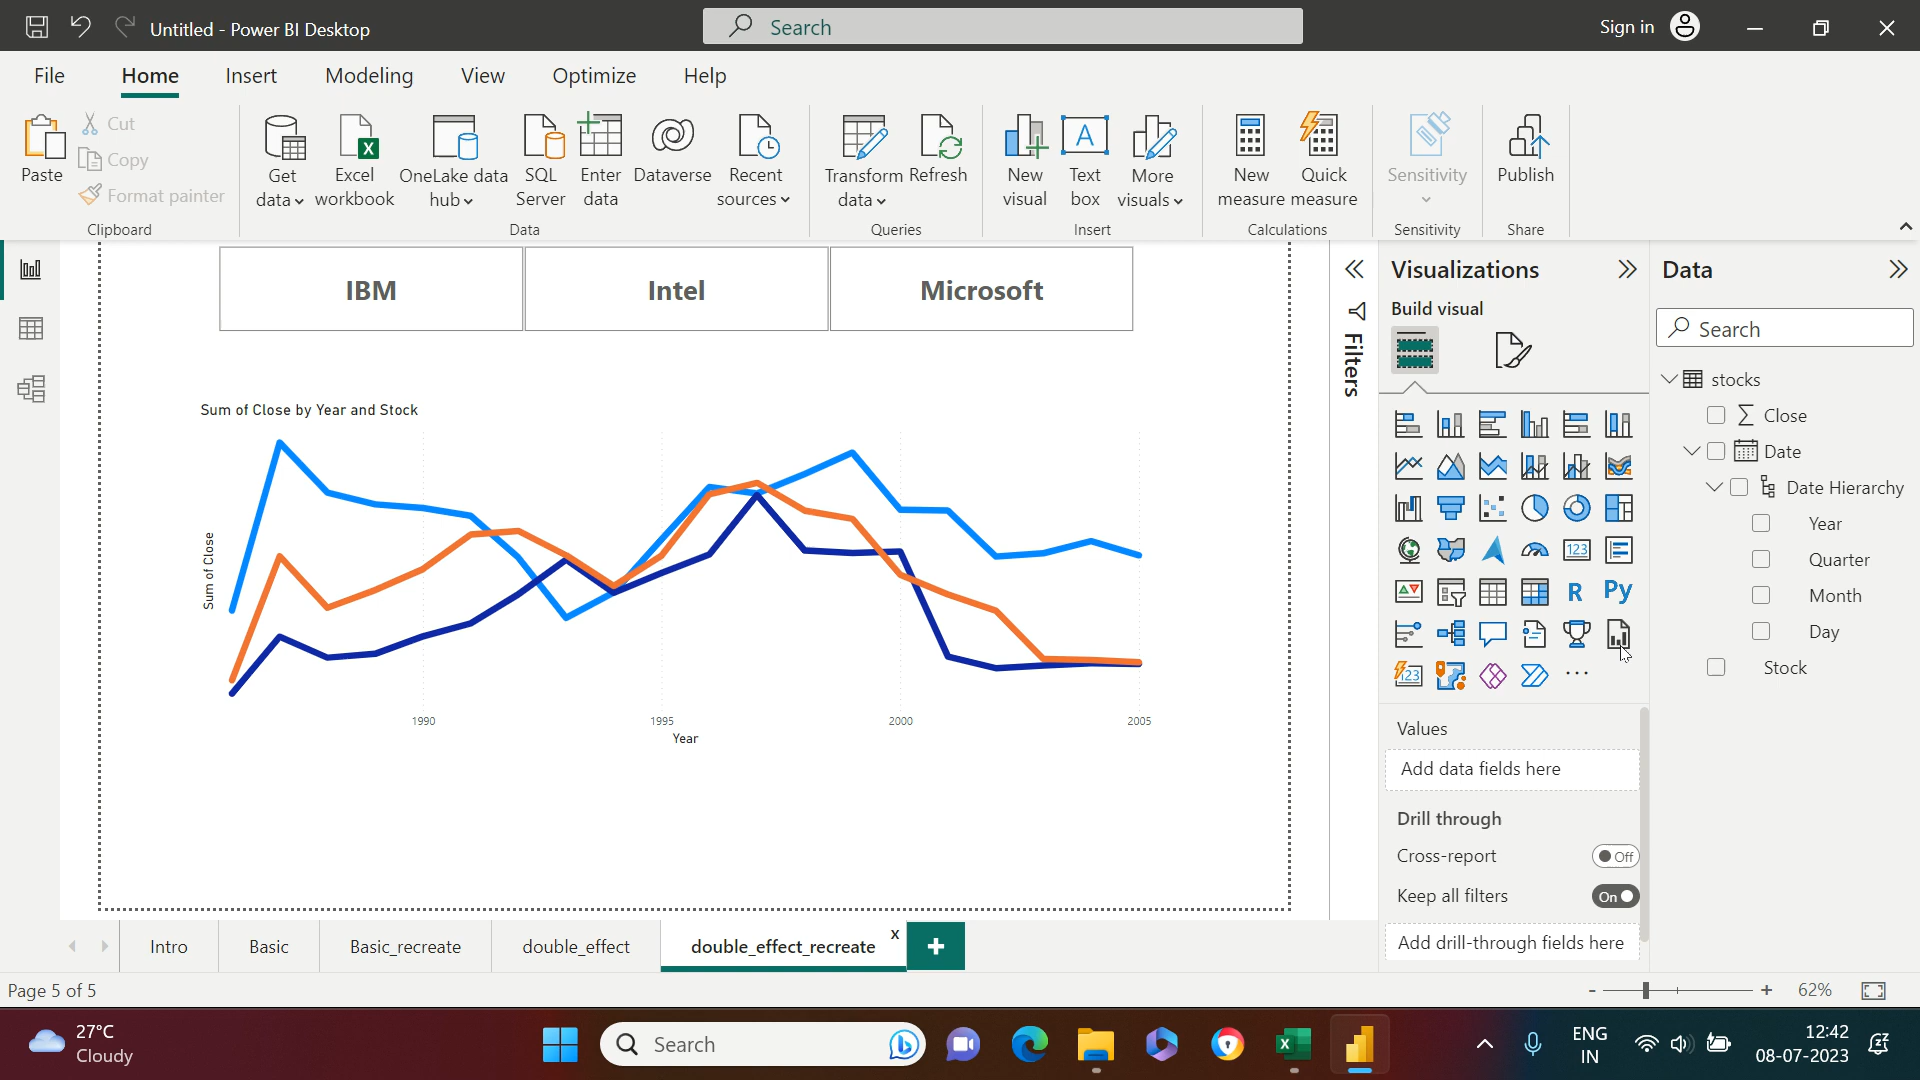 Untitled - Power BI Desktop
Search
Sign in
File Home Insert Modeling View Optimize Help
Paste
Cut
Copy
Format painter
Clipboard
Get data
Excel workbook
OneLake data hub
SQL Server
Enter data
Dataverse
Recent sources
Data
Transform data
Refresh
Queries
New visual
Text box
More visuals
Insert
New measure
Quick measure
Calculations
Sensitivity
Sensitivity
Publish
Share
IBM Intel Microsoft
Sum of Close by Year and Stock
Sum of Close
1990 1995 2000 2005
Year
Filters
Visualizations
Build visual
123
R Py
123
Values
Add data fields here
Drill through
Cross-report Off
Keep all filters On
Add drill-through fields here
Data
Search
stocks
Close
Date
Date Hierarchy
Year
Quarter
Month
Day
Stock
Intro Basic Basic_recreate double_effect double_effect_recreate x +
Page 5 of 5
- + 62%
27°C
Cloudy
Search
ENG
IN
12:42
08-07-2023